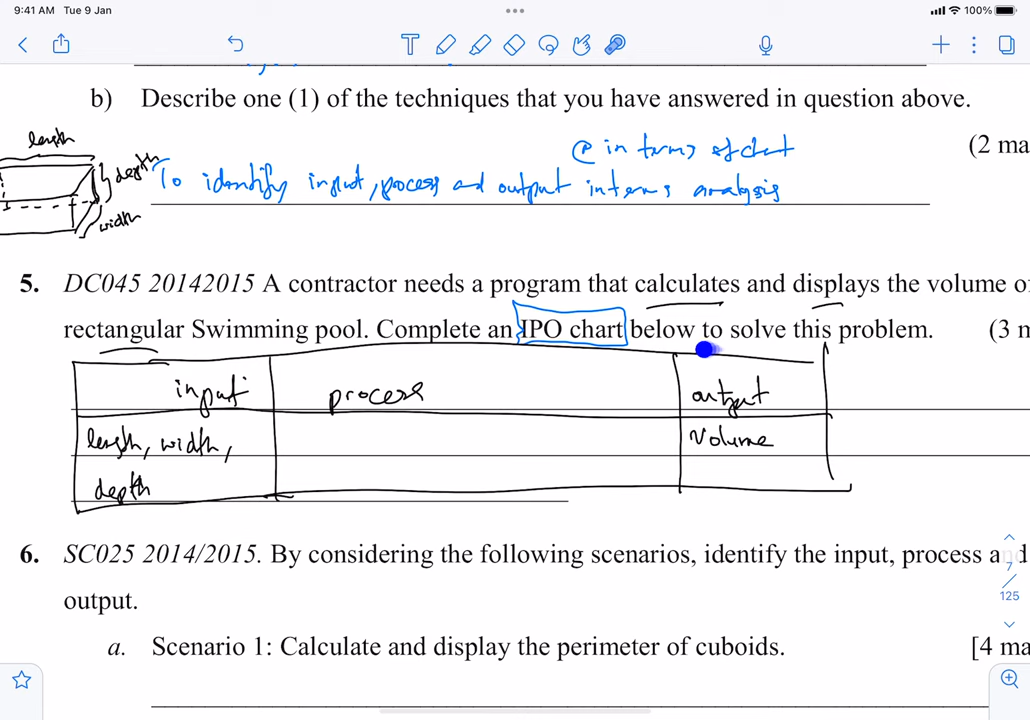 9:41 AM Tue 9 Jan
100%
b) Describe one (1) of the techniques that you have answered in question above.
(2 ma
length
depth
width
@ in terms of chart
To identify input, process and output in terms analysis
5. DC045 20142015 A contractor needs a program that calculates and displays the volume o
rectangular Swimming pool. Complete an IPO chart below to solve this problem. (3 m
input process output
length, width, Volume
depth
6. SC025 2014/2015. By considering the following scenarios, identify the input, process and
output.
7
/
125
a. Scenario 1: Calculate and display the perimeter of cuboids. [4 ma